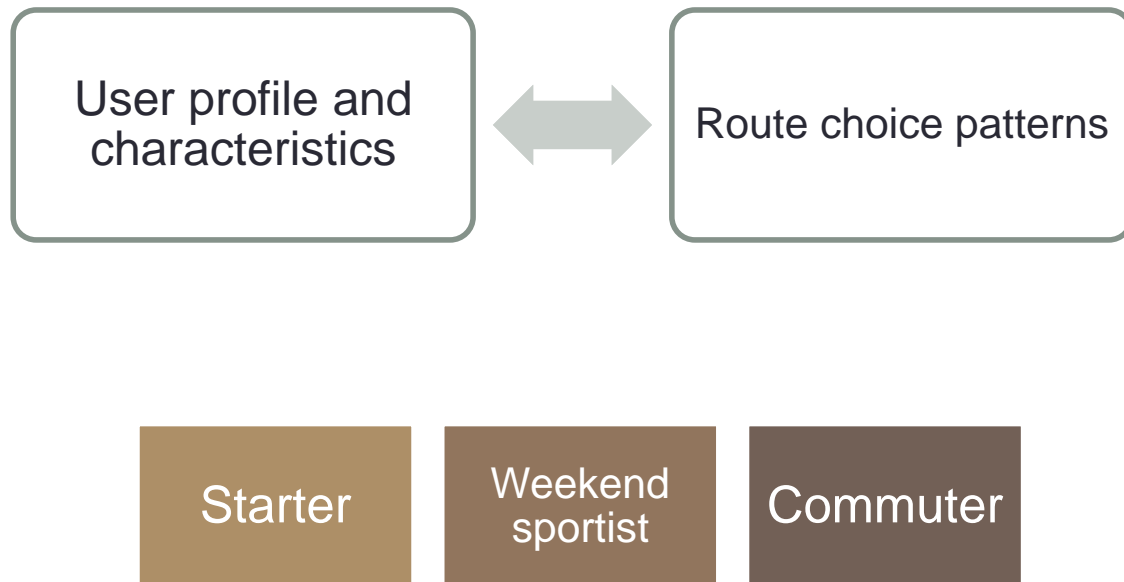 User profile and
characteristics
Route choice patterns
Starter
Weekend
sportist
Commuter